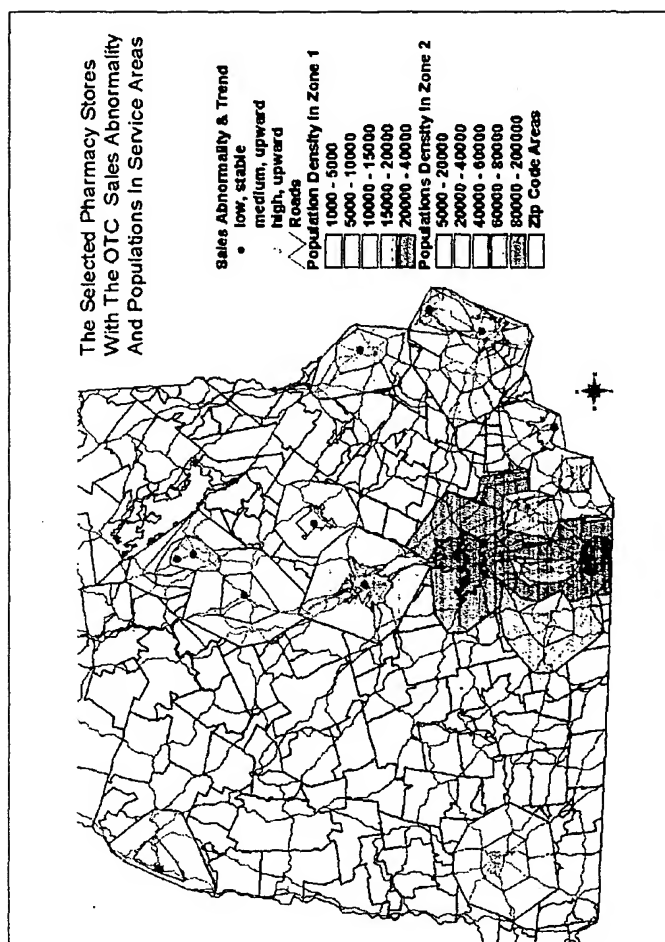 The Selected Pharmacy Stores
With The OTC Sales Abnormality
And Populations In Service Areas
Sales Abnormality & Trend
low, stable
medium, upward
high, upward
Roads
Population Density In Zone 1
1000 - 5000
5000 - 10000
10000 - 15000
15000 - 20000
20000 - 40000
Populations Density In Zone 2
5000 - 20000
20000 - 40000
40000 - 60000
60000 - 80000
80000 - 200000
Zip Code Areas